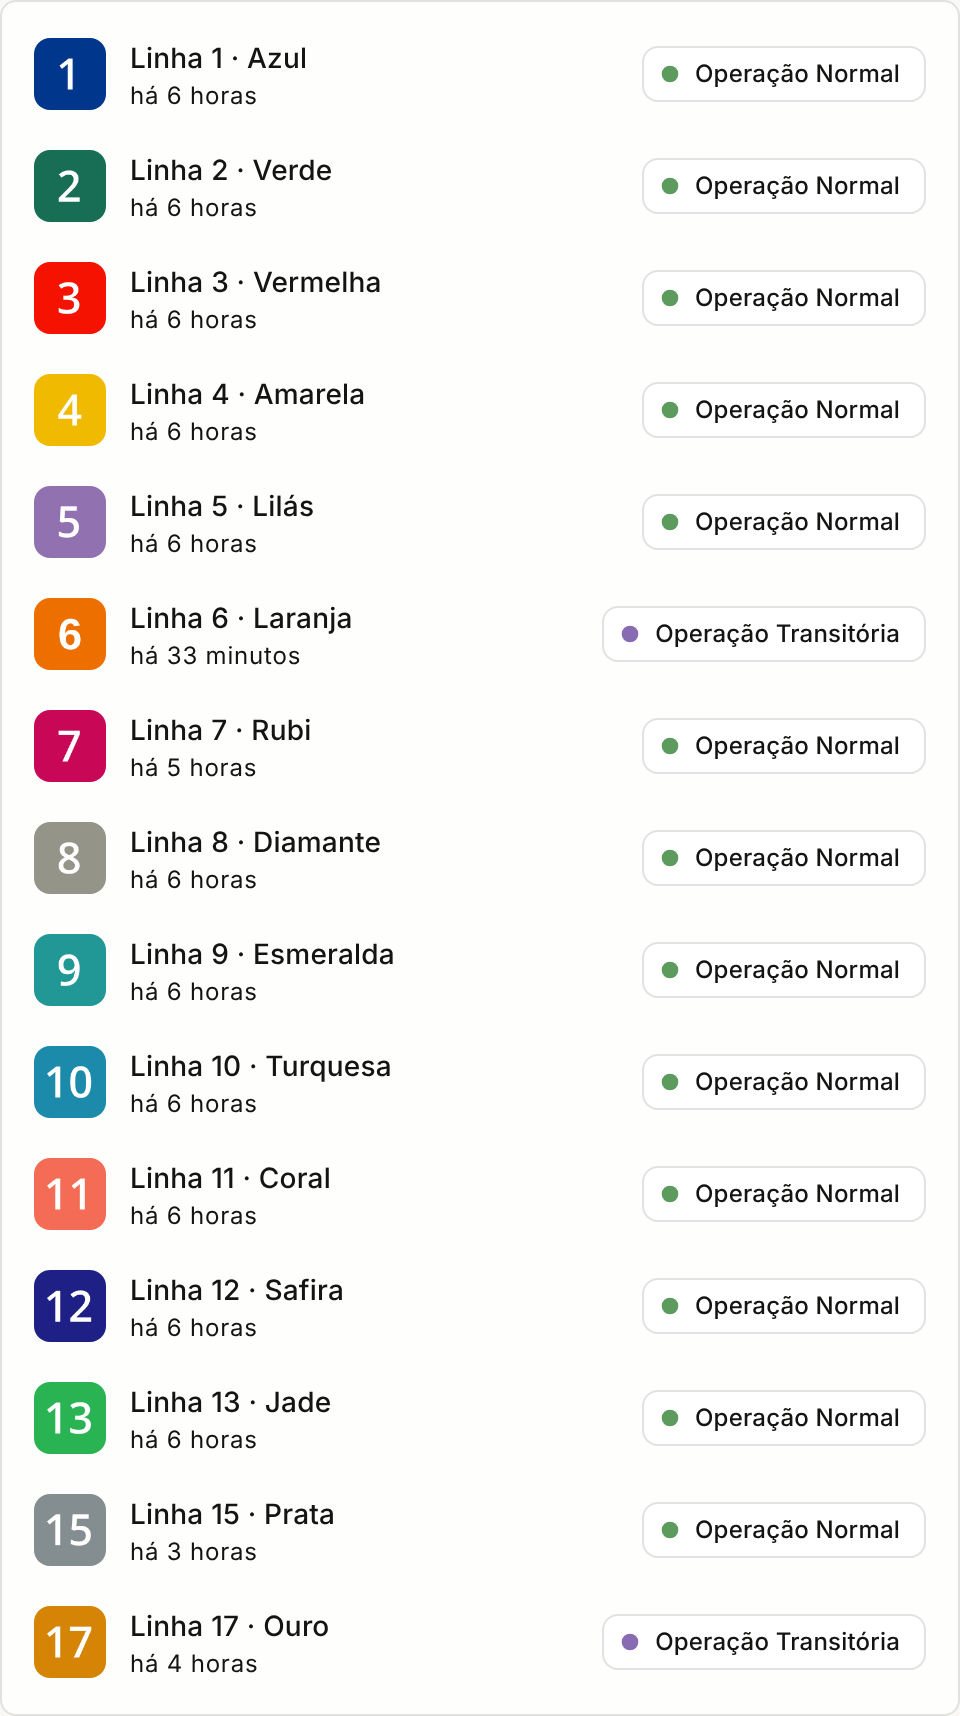 1
Linha 1 · Azul
há 6 horas
Operação Normal
2
Linha 2 · Verde
há 6 horas
Operação Normal
3
Linha 3 · Vermelha
há 6 horas
Operação Normal
4
Linha 4 · Amarela
há 6 horas
Operação Normal
5
Linha 5 · Lilás
há 6 horas
Operação Normal
6
Linha 6 · Laranja
há 33 minutos
Operação Transitória
7
Linha 7 · Rubi
há 5 horas
Operação Normal
8
Linha 8 · Diamante
há 6 horas
Operação Normal
9
Linha 9 · Esmeralda
há 6 horas
Operação Normal
10
Linha 10 · Turquesa
há 6 horas
Operação Normal
11
Linha 11 · Coral
há 6 horas
Operação Normal
12
Linha 12 · Safira
há 6 horas
Operação Normal
13
Linha 13 · Jade
há 6 horas
Operação Normal
15
Linha 15 · Prata
há 3 horas
Operação Normal
17
Linha 17 · Ouro
há 4 horas
Operação Transitória